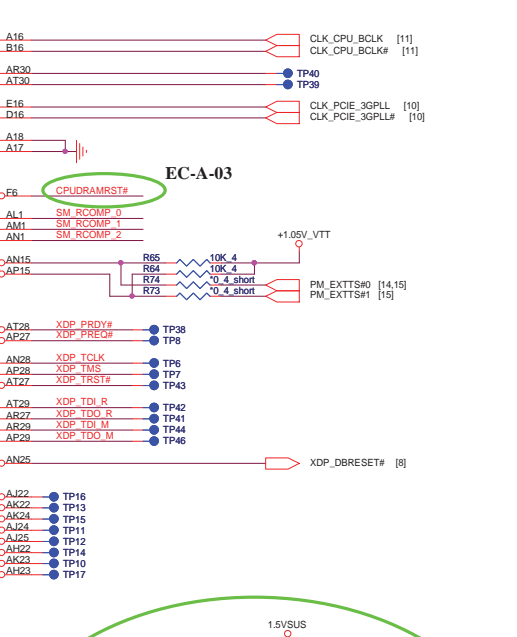 A16 CLK_CPU_BCLK [11]
B16 CLK_CPU_BCLK# [11]
AR30 TP40
AT30 TP39
E16 CLK_PCIE_3GPLL [10]
D16 CLK_PCIE_3GPLL# [10]
A18
A17
EC-A-03
F6 CPUDRAMRST#
AL1 SM_RCOMP_0
AM1 SM_RCOMP_1
AN1 SM_RCOMP_2
+1.05V_VTT
AN15 R65 10K_4
AP15 R64 10K_4
R74 *0_4_short PM_EXTTS#0 [14,15]
R73 *0_4_short PM_EXTTS#1 [15]
AT28 XDP_PRDY# TP38
AP27 XDP_PREQ# TP8
AN28 XDP_TCLK TP6
AP28 XDP_TMS TP7
AT27 XDP_TRST# TP43
AT29 XDP_TDI_R TP42
AR27 XDP_TDO_R TP41
AR29 XDP_TDI_M TP44
AP29 XDP_TDO_M TP46
AN25 XDP_DBRESET# [8]
AJ22 TP16
AK22 TP13
AK24 TP15
AJ24 TP11
AJ25 TP12
AH22 TP14
AK23 TP10
AH23 TP17
1.5VSUS